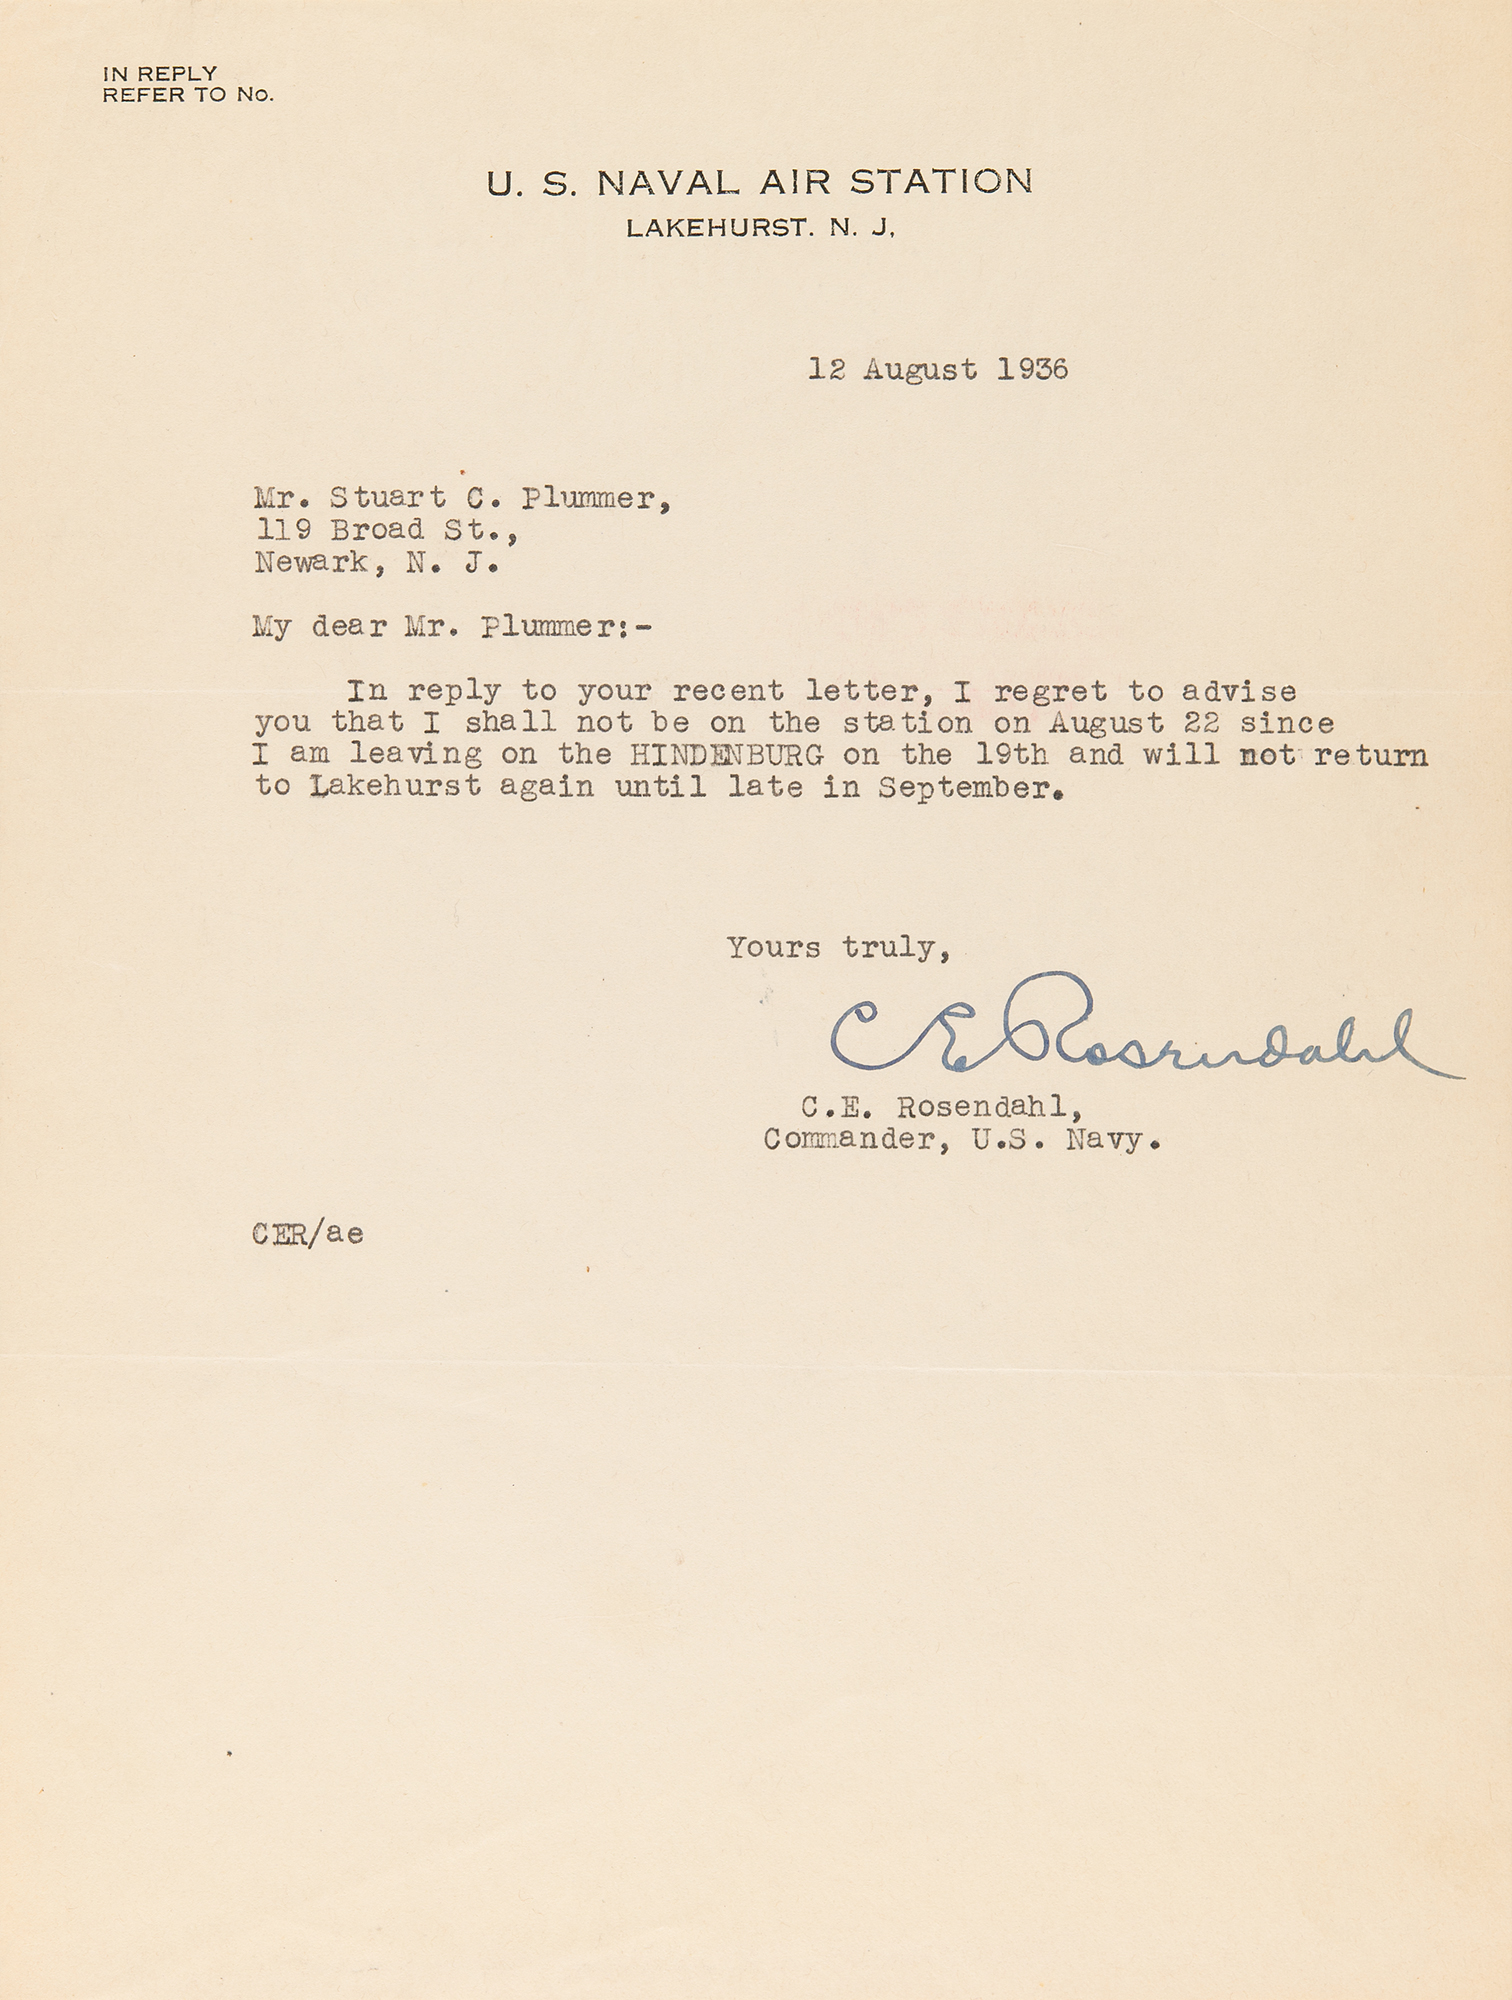 IN REPLY
REFER TO No.
U. S. NAVAL AIR STATION
LAKEHURST. N. J,
12 August 1936
Mr. Stuart C. Plummer,
119 Broad St.,
Newark, N. J.
My dear Mr. Plummer:-
In reply to your recent letter, I regret to advise
you that I shall not be on the station on August 22 since
I am leaving on the HINDENBURG on the 19th and will not return
to Lakehurst again until late in September.
Yours truly,
C E Rosendahl
C.E. Rosendahl,
Commander, U.S. Navy.
CER/ae